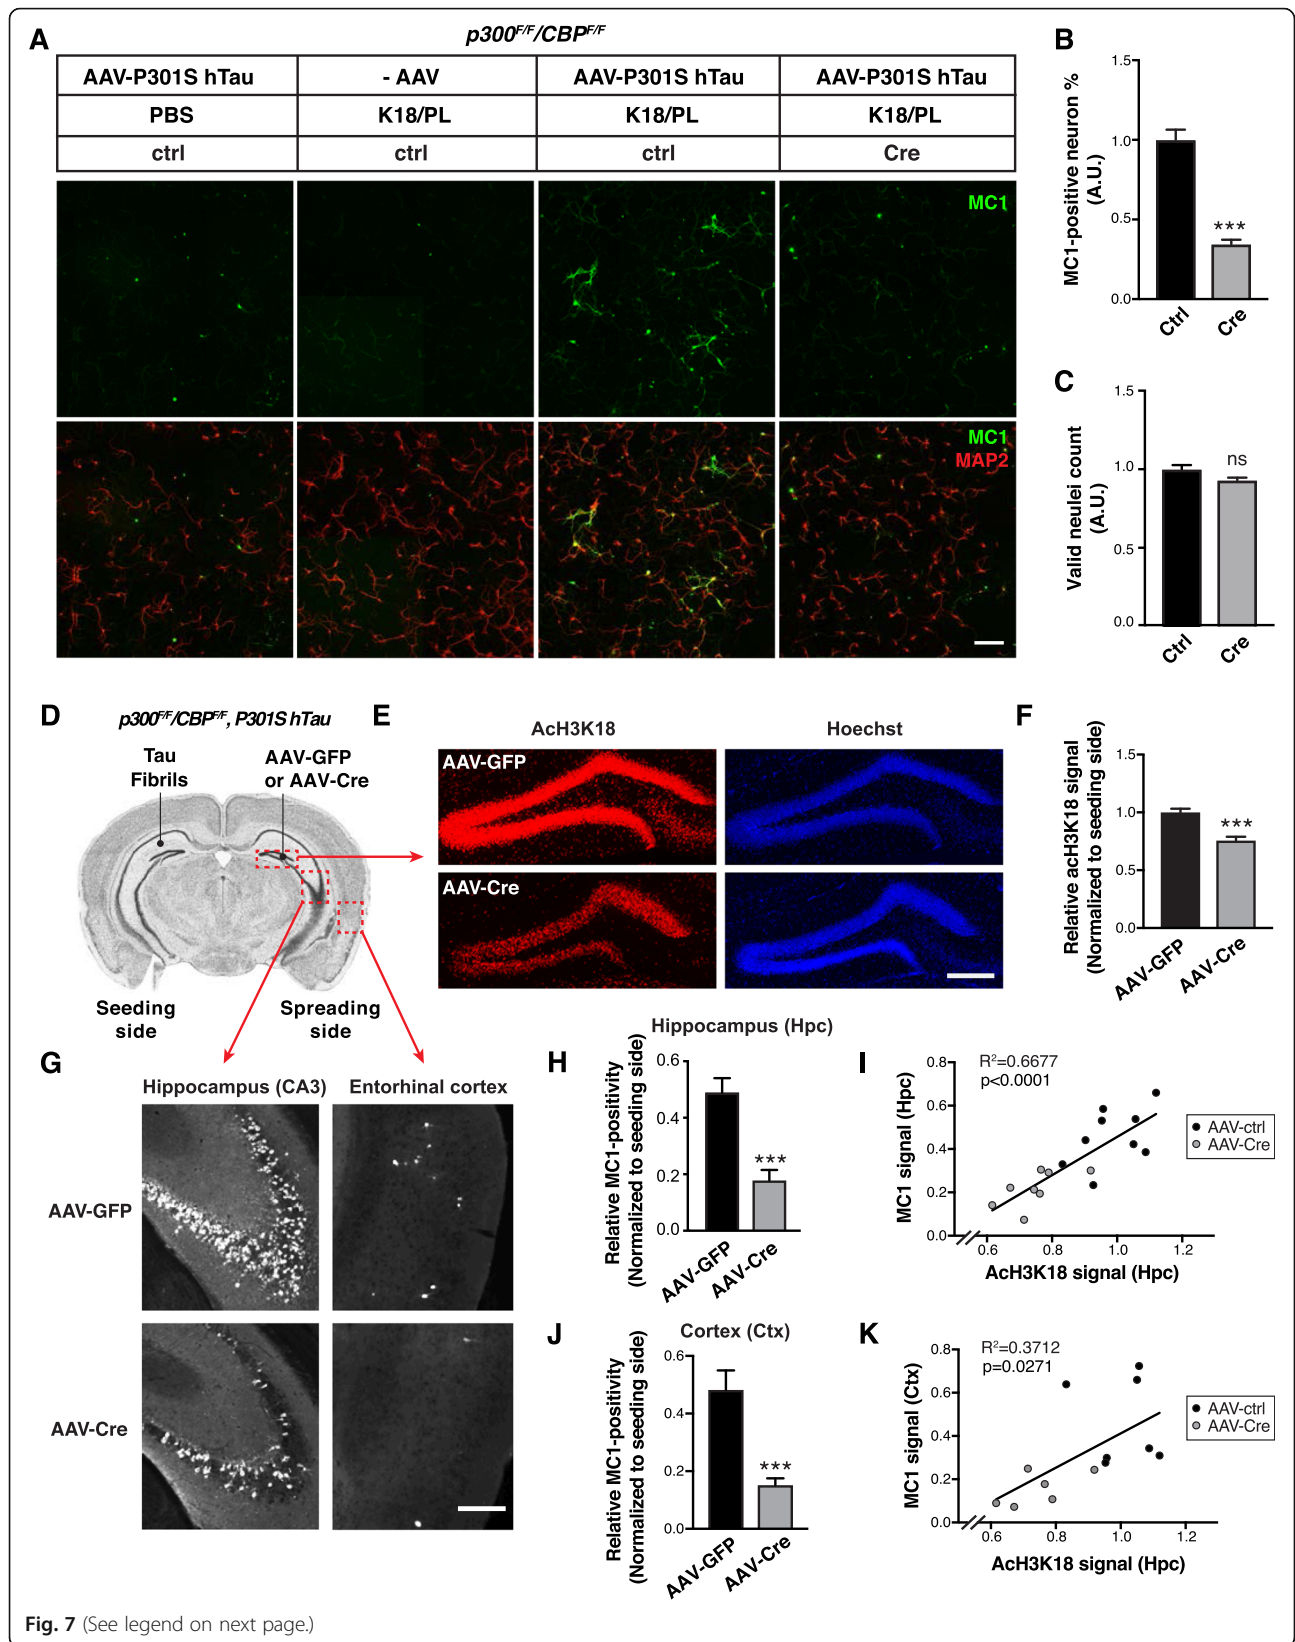 A
p300F/F/CBPF/F
AAV-P301S hTau - AAV AAV-P301S hTau AAV-P301S hTau
PBS K18/PL K18/PL K18/PL
ctrl ctrl ctrl Cre
MC1
MC1
MAP2
B
MC1-positive neuron %
(A.U.)
1.5
1.0
0.5
0.0
Ctrl
Cre
***
C
Valid neulei count
(A.U.)
1.5
1.0
0.5
0.0
Ctrl
Cre
ns
D
p300F/F/CBPF/F, P301S hTau
Tau
Fibrils
AAV-GFP
or AAV-Cre
Seeding
side
Spreading
side
E
AcH3K18 Hoechst
AAV-GFP
AAV-Cre
F
Relative acH3K18 signal
(Normalized to seeding side)
1.5
1.0
0.5
0.0
***
AAV-GFP
AAV-Cre
G
Hippocampus (CA3) Entorhinal cortex
AAV-GFP
AAV-Cre
H
Hippocampus (Hpc)
Relative MC1-positivity
(Normalized to seeding side)
0.6
0.4
0.2
0.0
***
AAV-GFP
AAV-Cre
I
R2=0.6677
p<0.0001
MC1 signal (Hpc)
0.8
0.6
0.4
0.2
0.0
0.6 0.8 1.0 1.2
AcH3K18 signal (Hpc)
AAV-ctrl
AAV-Cre
J
Cortex (Ctx)
Relative MC1-positivity
(Normalized to seeding side)
0.6
0.4
0.2
0.0
***
AAV-GFP
AAV-Cre
K
R2=0.3712
p=0.0271
MC1 signal (Ctx)
0.8
0.6
0.4
0.2
0.0
0.6 0.8 1.0 1.2
AcH3K18 signal (Hpc)
AAV-ctrl
AAV-Cre
Fig. 7 (See legend on next page.)